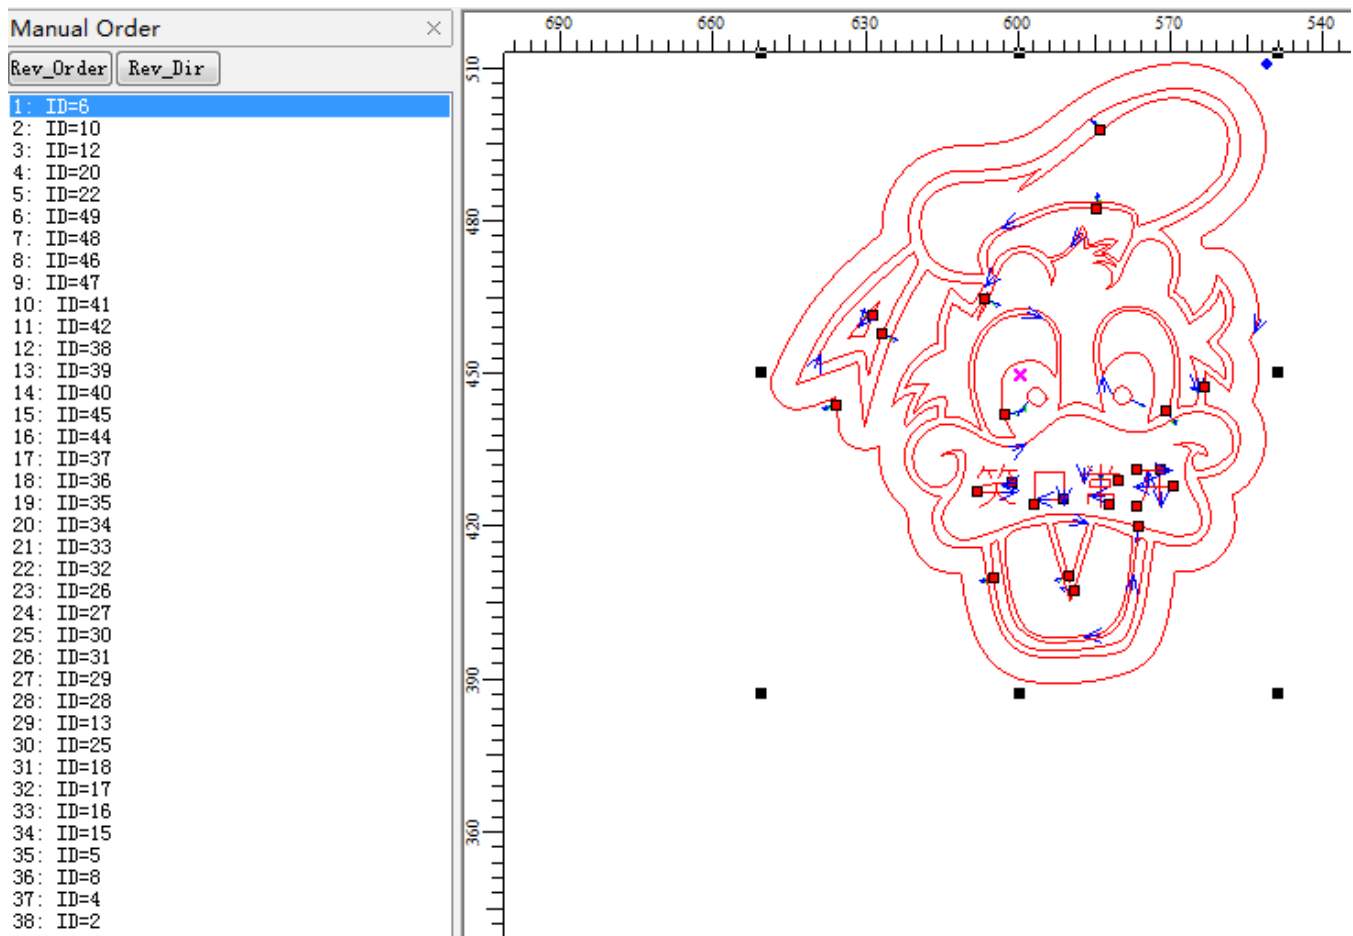 Manual Order
Rev_Order Rev_Dir
1: ID=6
2: ID=10
3: ID=12
4: ID=20
5: ID=22
6: ID=49
7: ID=48
8: ID=46
9: ID=47
10: ID=41
11: ID=42
12: ID=38
13: ID=39
14: ID=40
15: ID=45
16: ID=44
17: ID=37
18: ID=36
19: ID=35
20: ID=34
21: ID=33
22: ID=32
23: ID=26
24: ID=27
25: ID=30
26: ID=31
27: ID=29
28: ID=28
29: ID=13
30: ID=25
31: ID=18
32: ID=17
33: ID=16
34: ID=15
35: ID=5
36: ID=8
37: ID=4
38: ID=2
690 660 630 600 570 540
510
480
450
420
390
360
笑口常开